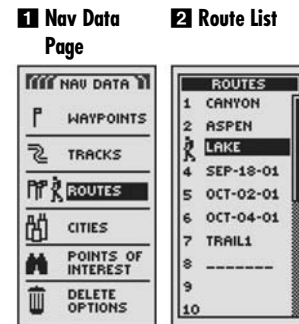 1 Nav Data
Page
2 Route List
NAV DATA
WAYPOINTS
TRACKS
ROUTES
CITIES
POINTS OF
INTEREST
DELETE
OPTIONS
ROUTES
1 CANYON
2 ASPEN
LAKE
4 SEP-18-01
5 OCT-02-01
6 OCT-04-01
7 TRAIL1
8 _______
9
10